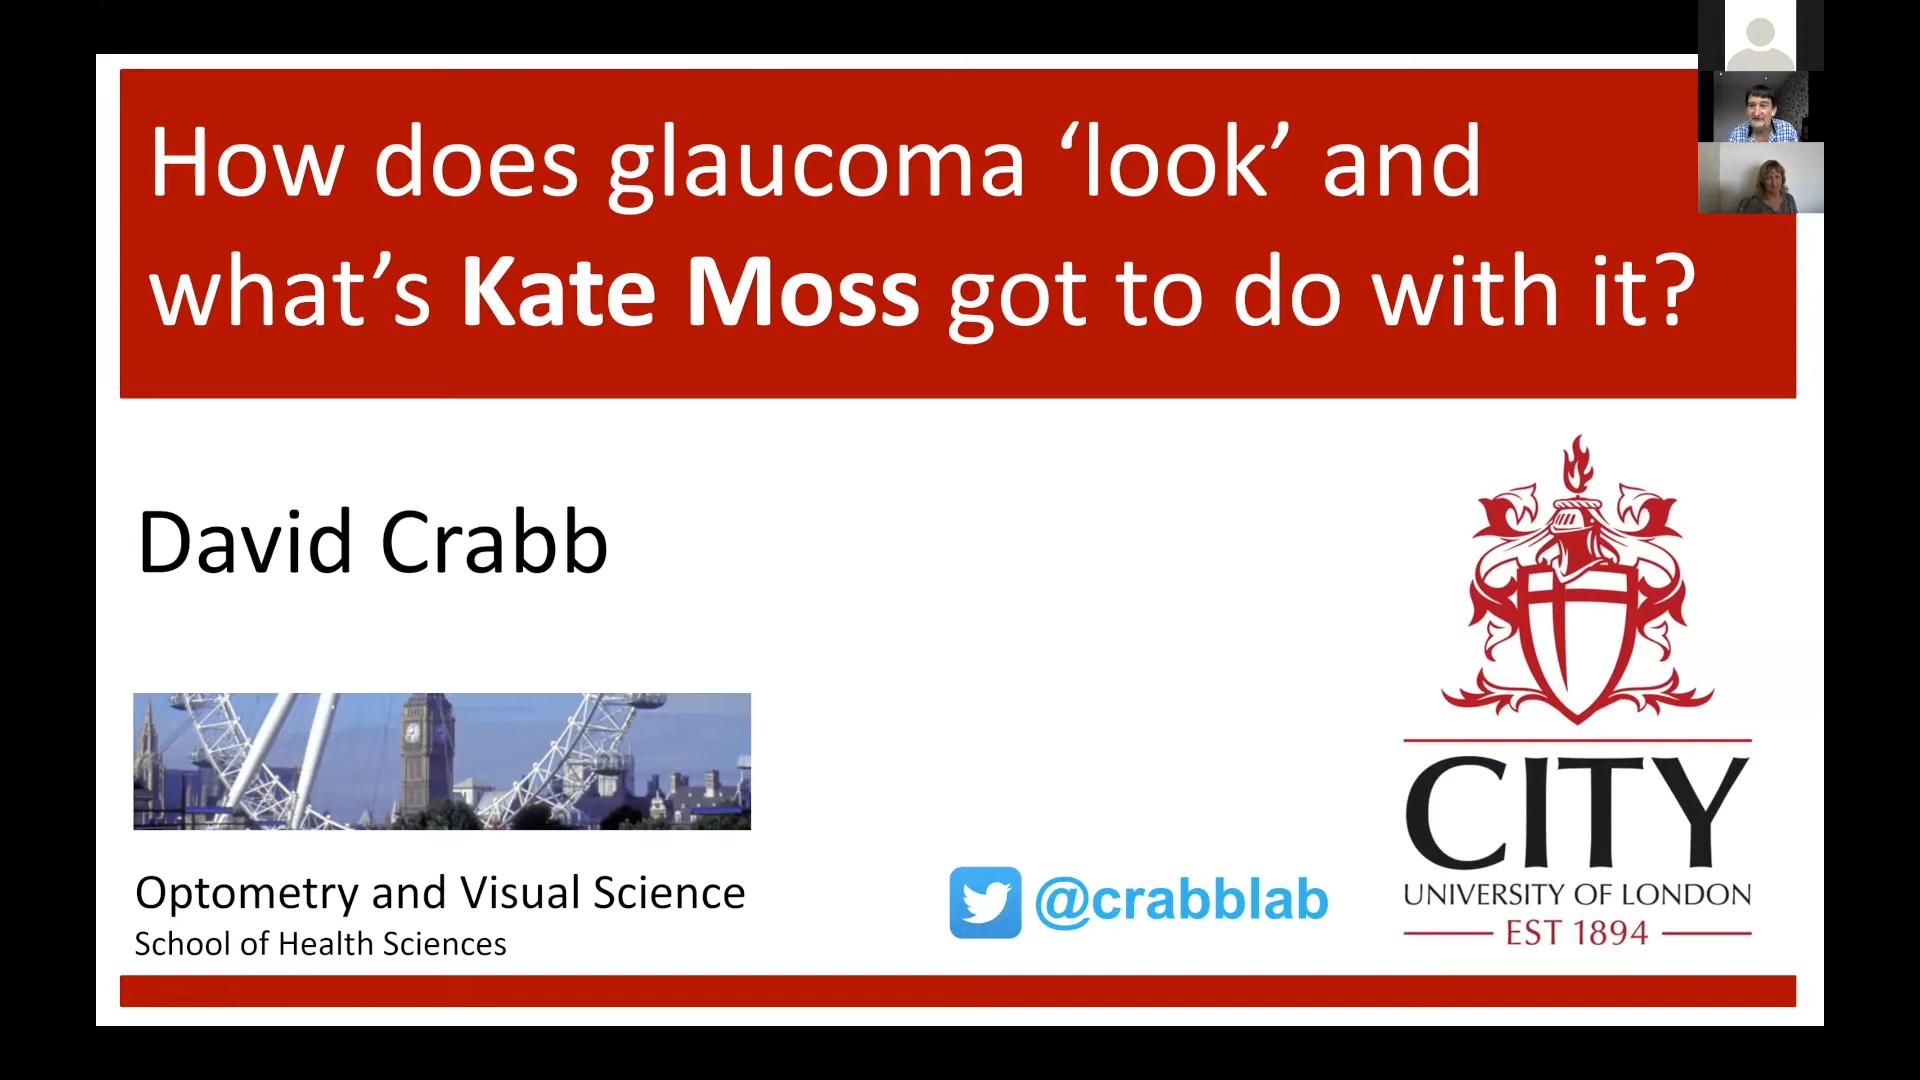 How does glaucoma ‘look’ and
what’s Kate Moss got to do with it?
David Crabb
Optometry and Visual Science
School of Health Sciences
@crabblab
CITY
UNIVERSITY OF LONDON
EST 1894